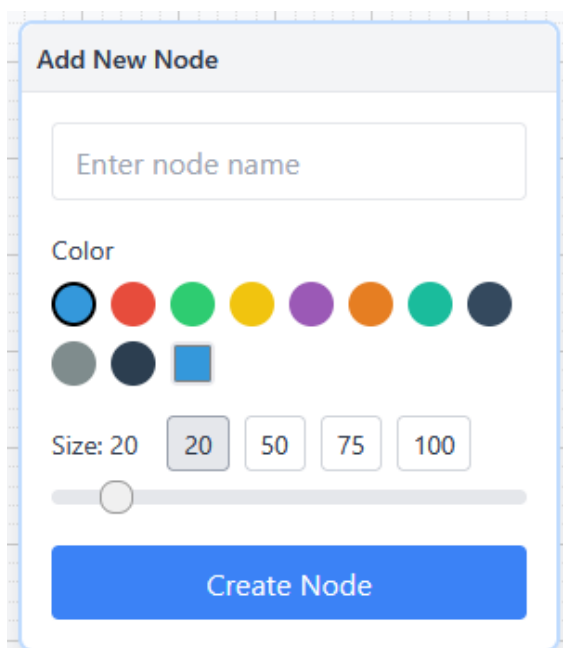 Add New Node
Enter node name
Color
Size: 20 20 50 75 100
Create Node